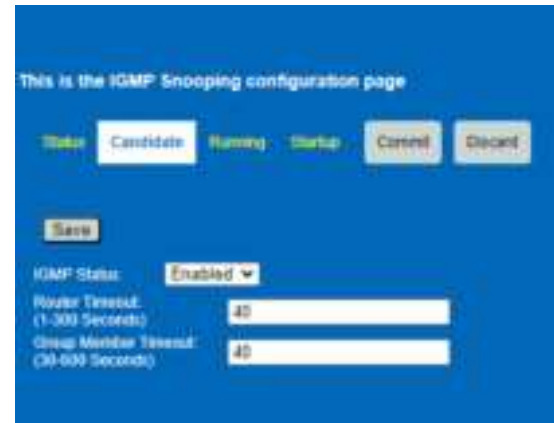 This is the IGMP Snooping configuration page
Status Candidate Running Startup Commit Discard
Save
IGMP Status: Enabled
Router Timeout:
(1-300 Seconds) 40
Group Member Timeout:
(30-600 Seconds) 40